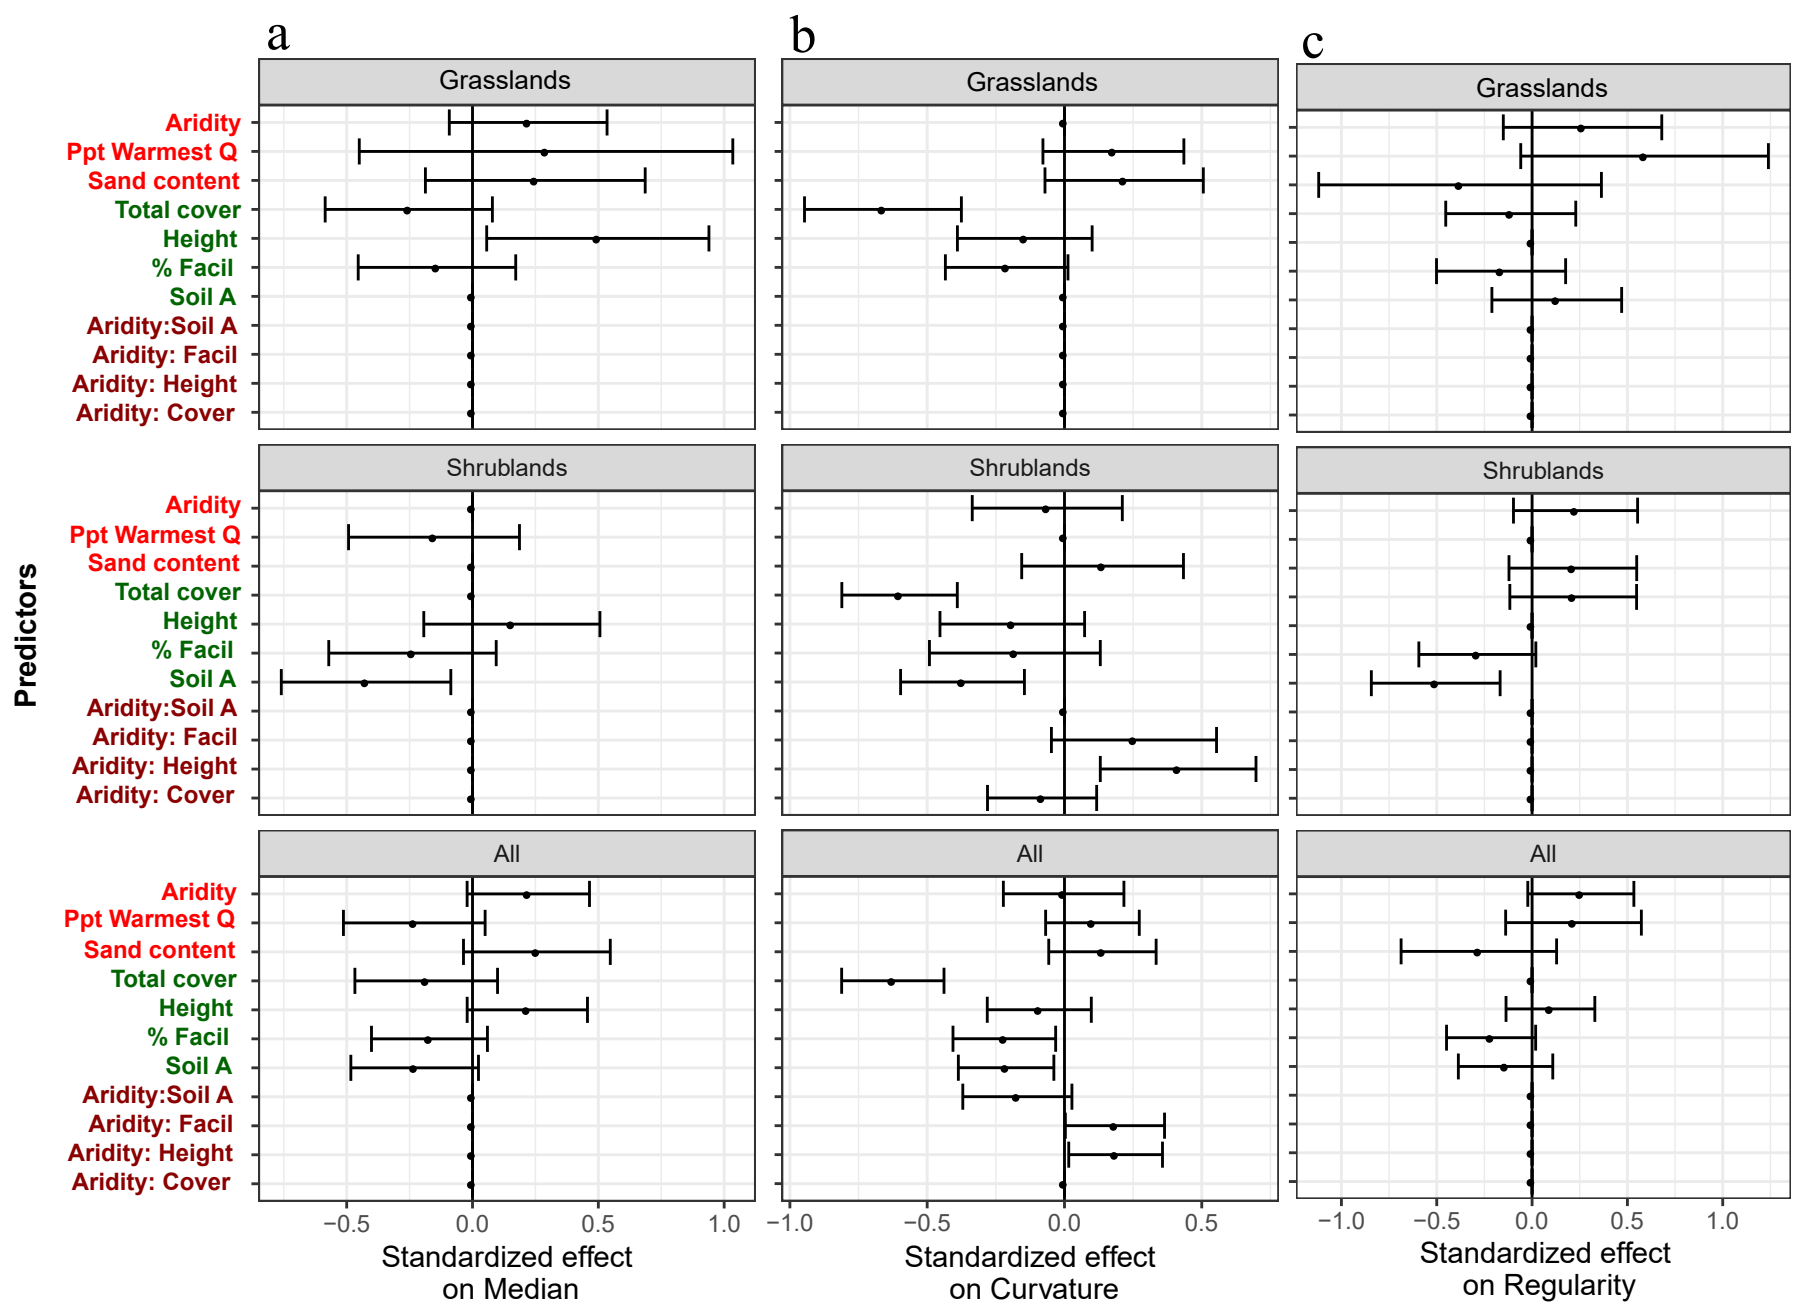 a
b
c
Grasslands
Grasslands
Grasslands
Aridity
Ppt Warmest Q
Sand content
Total cover
Height
% Facil
Soil A
Aridity:Soil A
Aridity: Facil
Aridity: Height
Aridity: Cover
Shrublands
Shrublands
Shrublands
Predictors
Aridity
Ppt Warmest Q
Sand content
Total cover
Height
% Facil
Soil A
Aridity:Soil A
Aridity: Facil
Aridity: Height
Aridity: Cover
All
All
All
Aridity
Ppt Warmest Q
Sand content
Total cover
Height
% Facil
Soil A
Aridity:Soil A
Aridity: Facil
Aridity: Height
Aridity: Cover
−0.5 0.0 0.5 1.0
−1.0 −0.5 0.0 0.5
−1.0 −0.5 0.0 0.5 1.0
Standardized effect
on Median
Standardized effect
on Curvature
Standardized effect
on Regularity